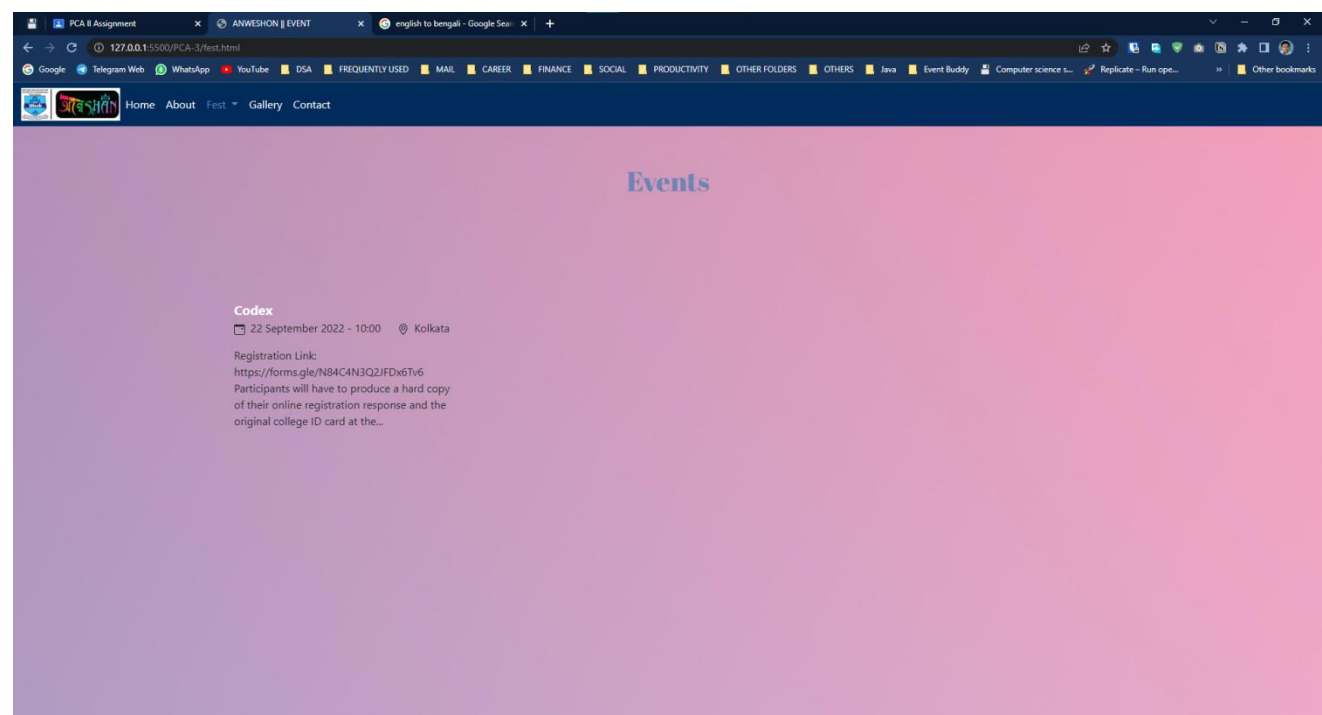 PCA II Assignment
ANWESHON || EVENT
english to bengali - Google Sear
127.0.0.1:5500/PCA-3/fest.html
Google Telegram Web WhatsApp YouTube DSA FREQUENTLY USED MAIL CAREER FINANCE SOCIAL PRODUCTIVITY OTHER FOLDERS OTHERS Java Event Buddy Computer science s... Replicate – Run ope... » Other bookmarks
Home About Fest Gallery Contact
Events
Codex
22 September 2022 - 10:00 Kolkata
Registration Link:
https://forms.gle/N84C4N3Q2JFDx6Tv6
Participants will have to produce a hard copy
of their online registration response and the
original college ID card at the...